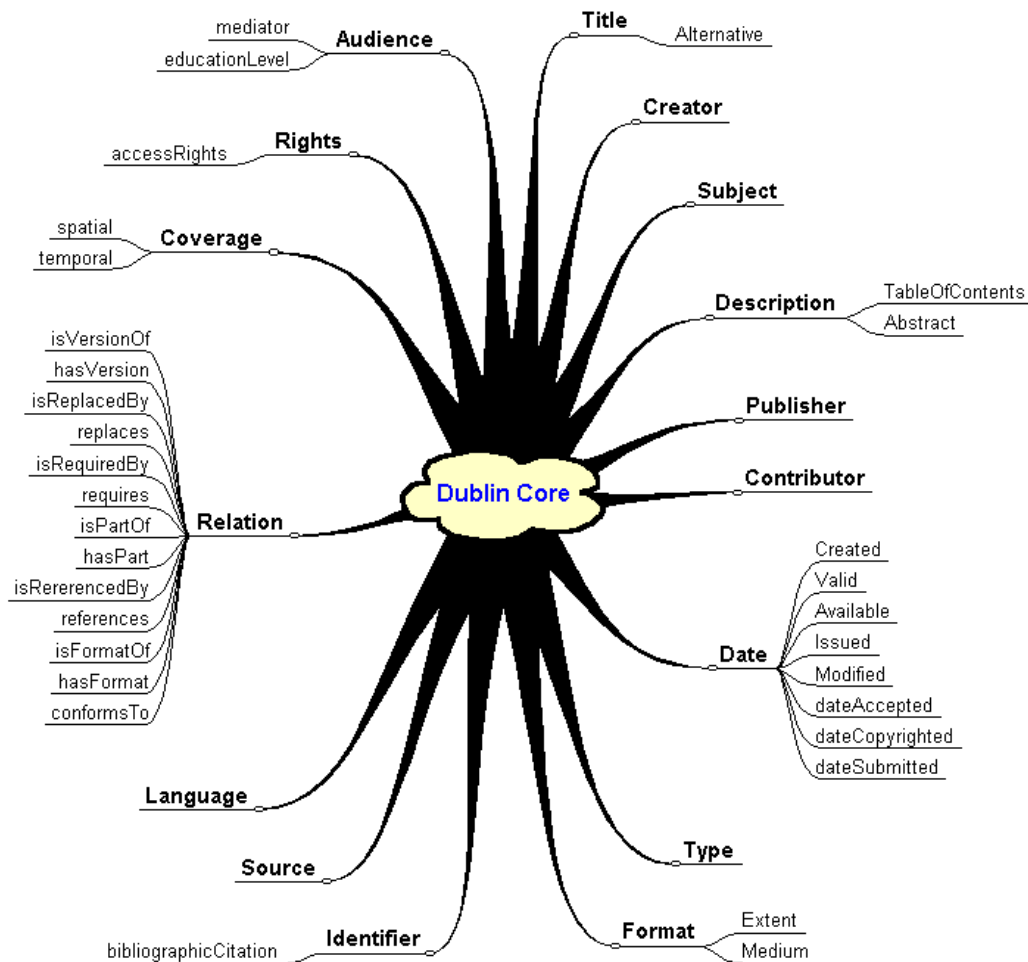 Dublin Core
Title
Alternative
Creator
Subject
Description
TableOfContents
Abstract
Publisher
Contributor
Date
Created
Valid
Available
Issued
Modified
dateAccepted
dateCopyrighted
dateSubmitted
Type
Format
Extent
Medium
Audience
mediator
educationLevel
Rights
accessRights
Coverage
spatial
temporal
Relation
isVersionOf
hasVersion
isReplacedBy
replaces
isRequiredBy
requires
isPartOf
hasPart
isRererencedBy
references
isFormatOf
hasFormat
conformsTo
Language
Source
Identifier
bibliographicCitation